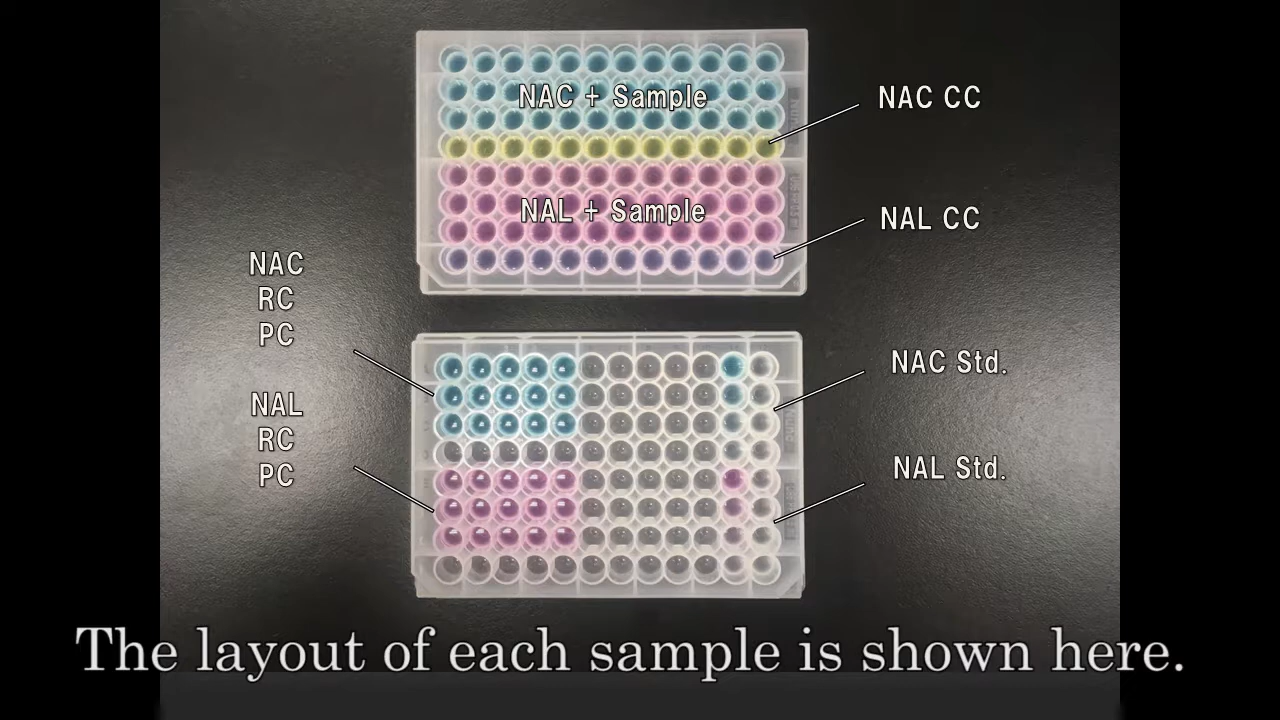 NAC + Sample
NAC CC
NAL + Sample
NAL CC
NAC
RC
PC
NAC Std.
NAL
RC
PC
NAL Std.
The layout of each sample is shown here.